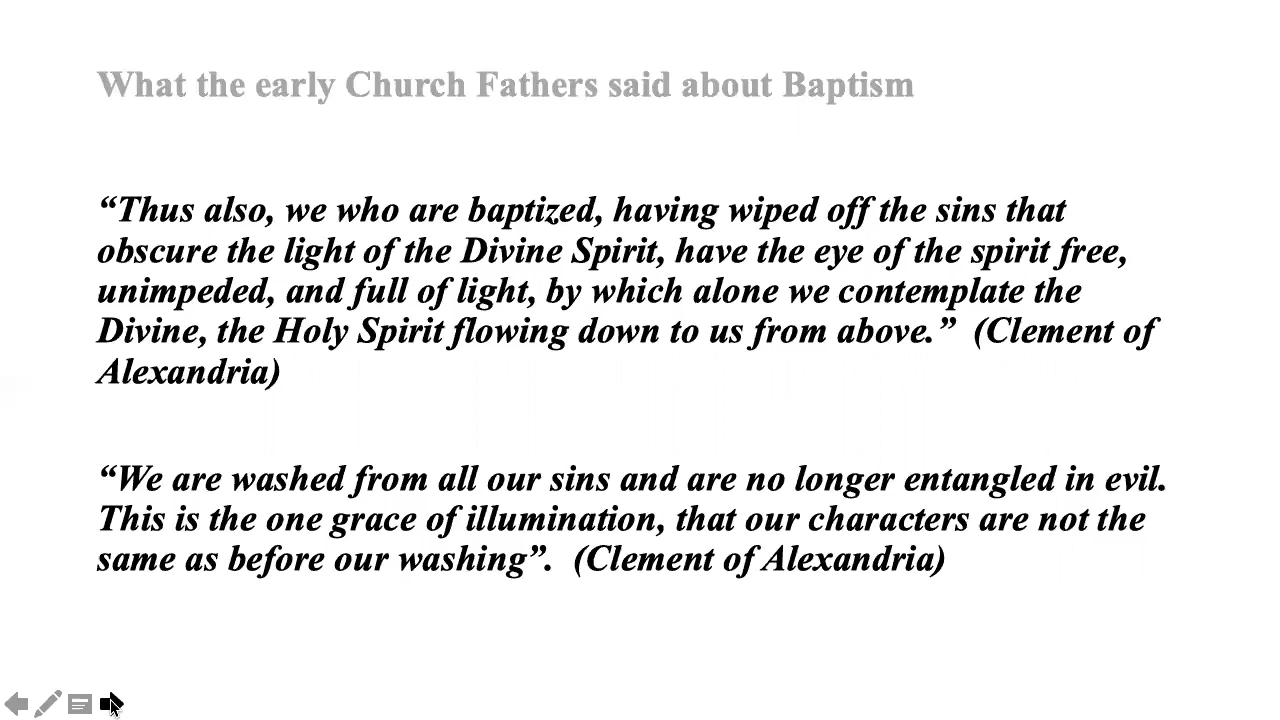 What the early Church Fathers said about Baptism
“Thus also, we who are baptized, having wiped off the sins that
obscure the light of the Divine Spirit, have the eye of the spirit free,
unimpeded, and full of light, by which alone we contemplate the
Divine, the Holy Spirit flowing down to us from above.”  (Clement of
Alexandria)
“We are washed from all our sins and are no longer entangled in evil.
This is the one grace of illumination, that our characters are not the
same as before our washing”.  (Clement of Alexandria)